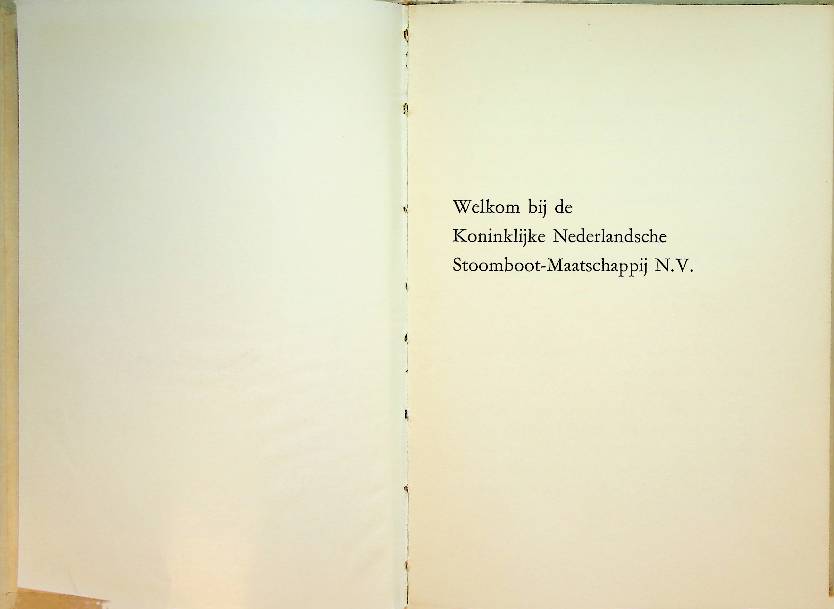 Welkom bij de
Koninklijke Nederlandsche
Stoomboot-Maatschappij N.V.